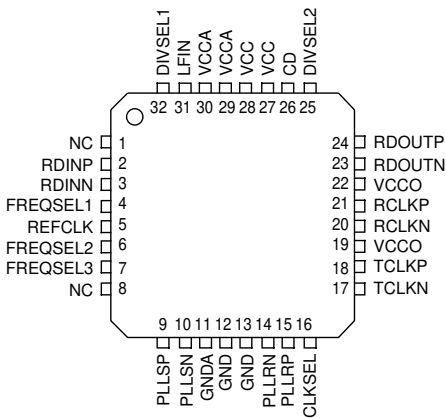 DIVSEL1
LFIN
VCCA
VCCA
VCC
VCC
CD
DIVSEL2
32 31 30 29 28 27 26 25
NC 1
RDINP 2
RDINN 3
FREQSEL1 4
REFCLK 5
FREQSEL2 6
FREQSEL3 7
NC 8
24 RDOUTP
23 RDOUTN
22 VCCO
21 RCLKP
20 RCLKN
19 VCCO
18 TCLKP
17 TCLKN
9 10 11 12 13 14 15 16
PLLSP
PLLSN
GNDA
GND
GND
PLLRN
PLLRP
CLKSEL